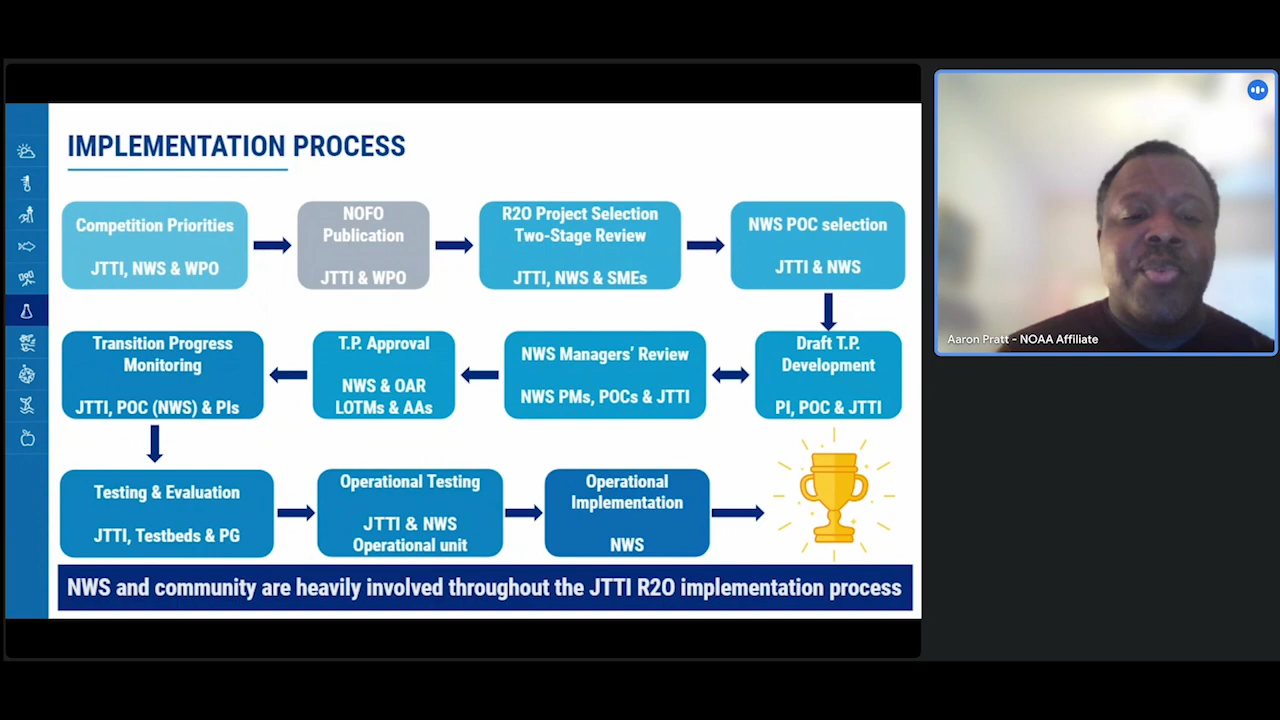 IMPLEMENTATION PROCESS
Competition Priorities
JTTI, NWS & WPO
NOFO
Publication
JTTI & WPO
R2O Project Selection
Two-Stage Review
JTTI, NWS & SMEs
NWS POC selection
JTTI & NWS
Transition Progress
Monitoring
JTTI, POC (NWS) & PIs
T.P. Approval
NWS & OAR
LOTMs & AAs
NWS Managers’ Review
NWS PMs, POCs & JTTI
Draft T.P.
Development
PI, POC & JTTI
Testing & Evaluation
JTTI, Testbeds & PG
Operational Testing
JTTI & NWS
Operational unit
Operational
Implementation
NWS
NWS and community are heavily involved throughout the JTTI R2O implementation process
Aaron Pratt - NOAA Affiliate